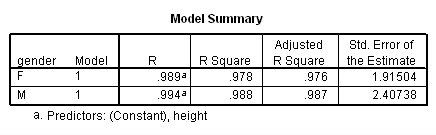 Model Summary
gender Model R R Square Adjusted R Square Std. Error of the Estimate
F 1 .989a .978 .976 1.91504
M 1 .994a .988 .987 2.40738
a. Predictors: (Constant), height